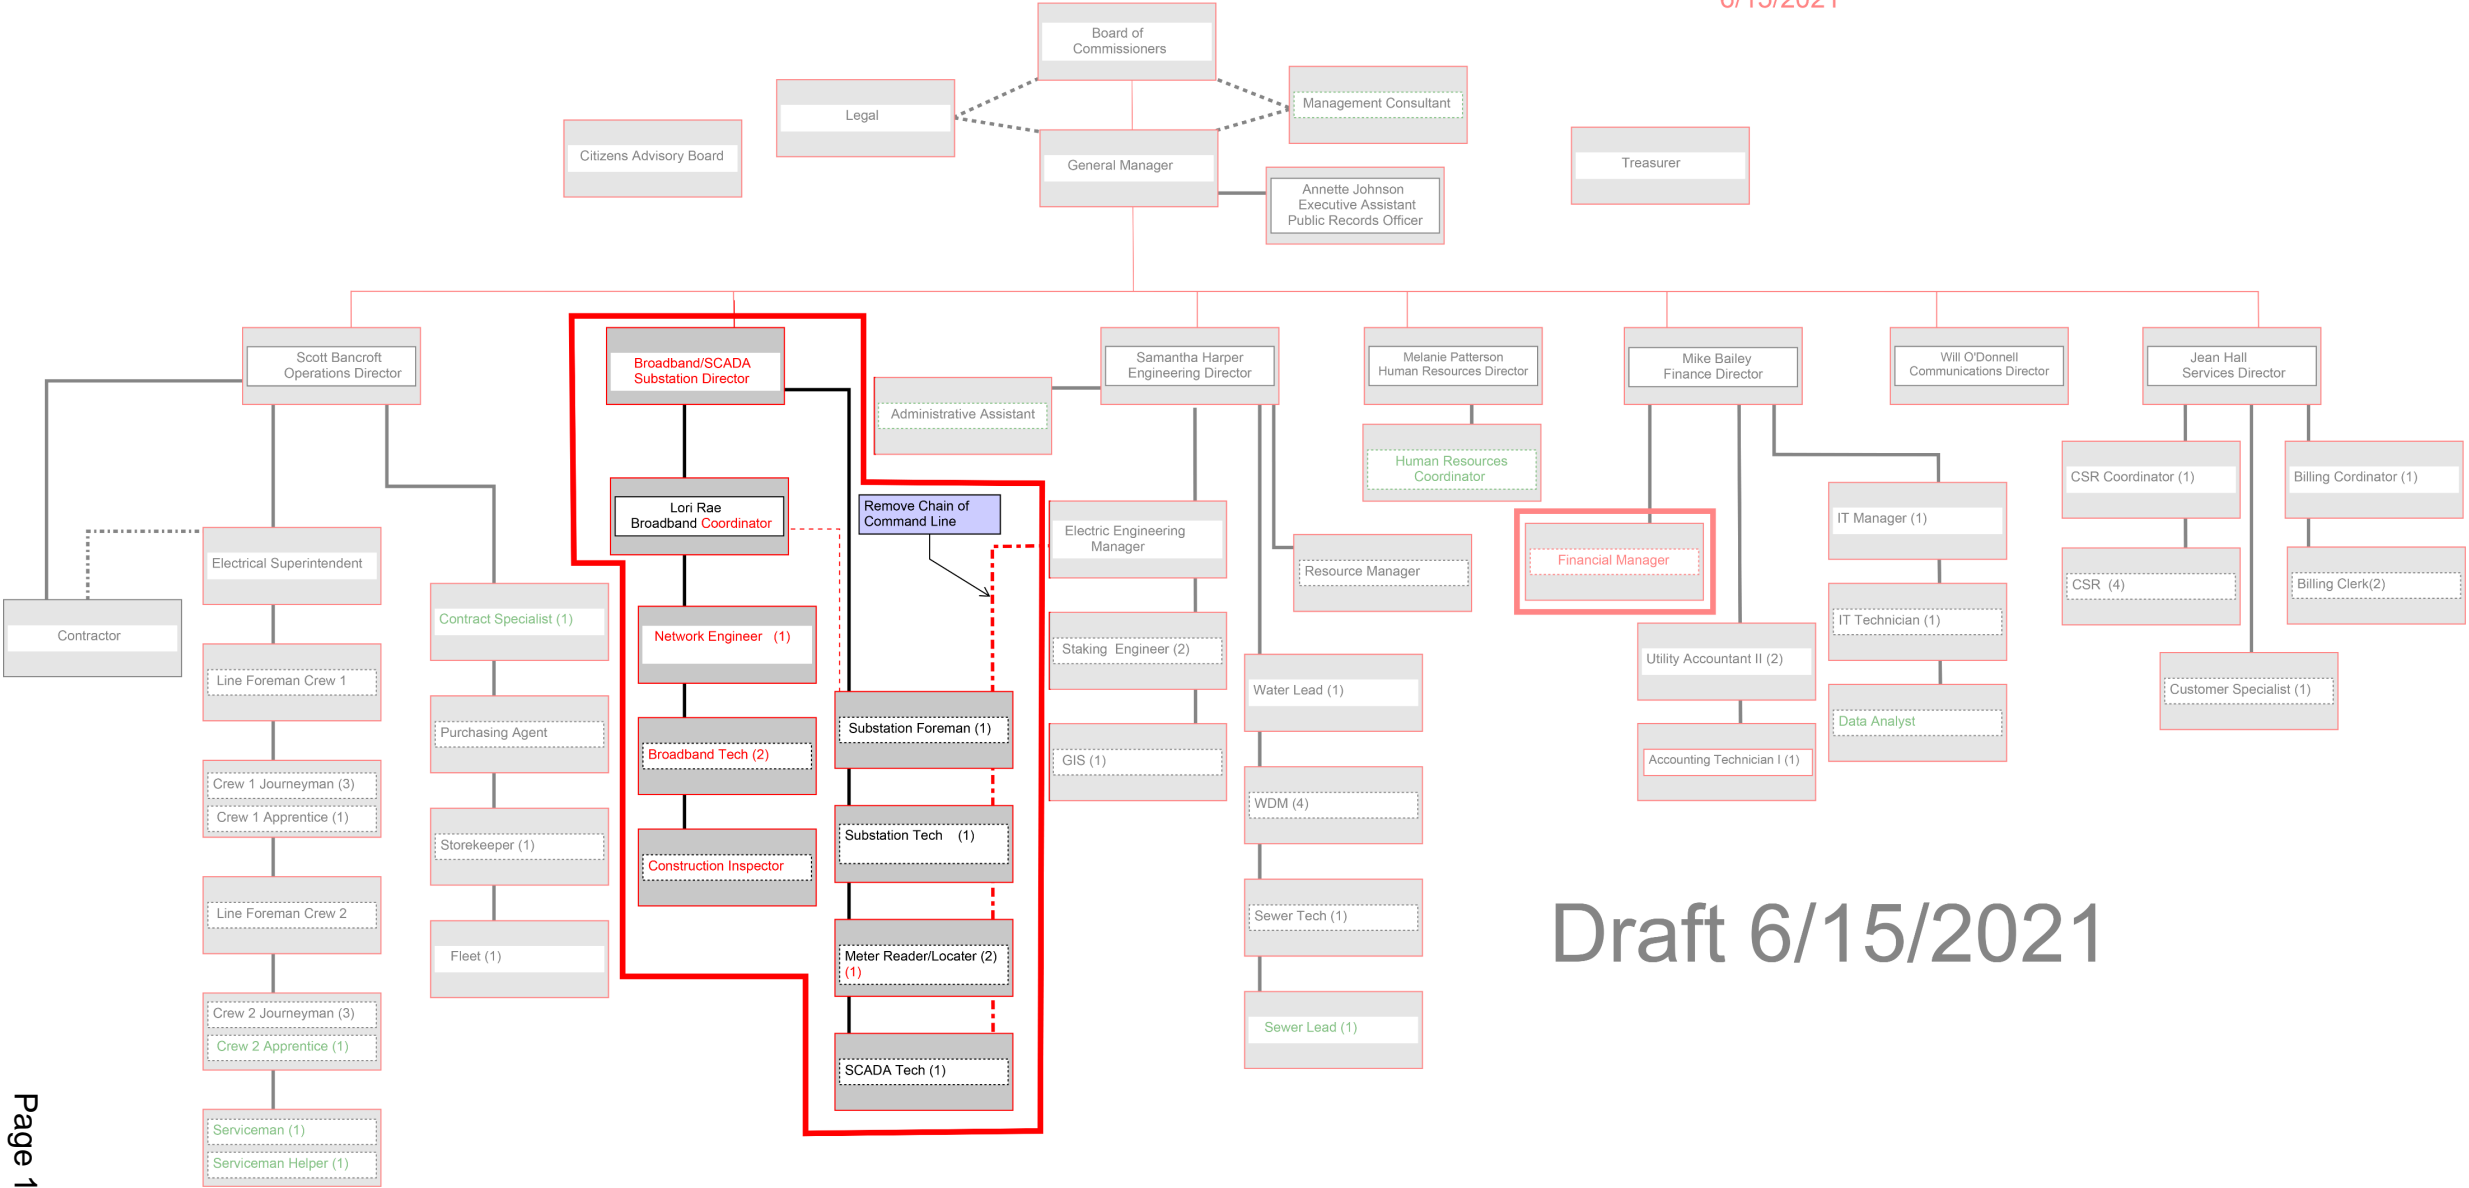 6/15/2021
Board of
Commissioners
Legal
Management Consultant
Citizens Advisory Board
General Manager
Treasurer
Annette Johnson
Executive Assistant
Public Records Officer
Scott Bancroft
Operations Director
Broadband/SCADA
Substation Director
Samantha Harper
Engineering Director
Melanie Patterson
Human Resources Director
Mike Bailey
Finance Director
Will O'Donnell
Communications Director
Jean Hall
Services Director
Administrative Assistant
Human Resources
Coordinator
CSR Coordinator (1)
Billing Cordinator (1)
Lori Rae
Broadband Coordinator
Remove Chain of
Command Line
Electric Engineering
Manager
IT Manager (1)
Electrical Superintendent
Resource Manager
Financial Manager
CSR (4)
Billing Clerk(2)
Contractor
Contract Specialist (1)
Network Engineer (1)
Staking Engineer (2)
IT Technician (1)
Utility Accountant II (2)
Line Foreman Crew 1
Water Lead (1)
Customer Specialist (1)
Purchasing Agent
Substation Foreman (1)
Data Analyst
Broadband Tech (2)
GIS (1)
Accounting Technician I (1)
Crew 1 Journeyman (3)
Crew 1 Apprentice (1)
WDM (4)
Storekeeper (1)
Substation Tech (1)
Construction Inspector
Line Foreman Crew 2
Sewer Tech (1)
Draft 6/15/2021
Fleet (1)
Meter Reader/Locater (2)
(1)
Crew 2 Journeyman (3)
Crew 2 Apprentice (1)
Sewer Lead (1)
SCADA Tech (1)
Serviceman (1)
Serviceman Helper (1)
Page 1